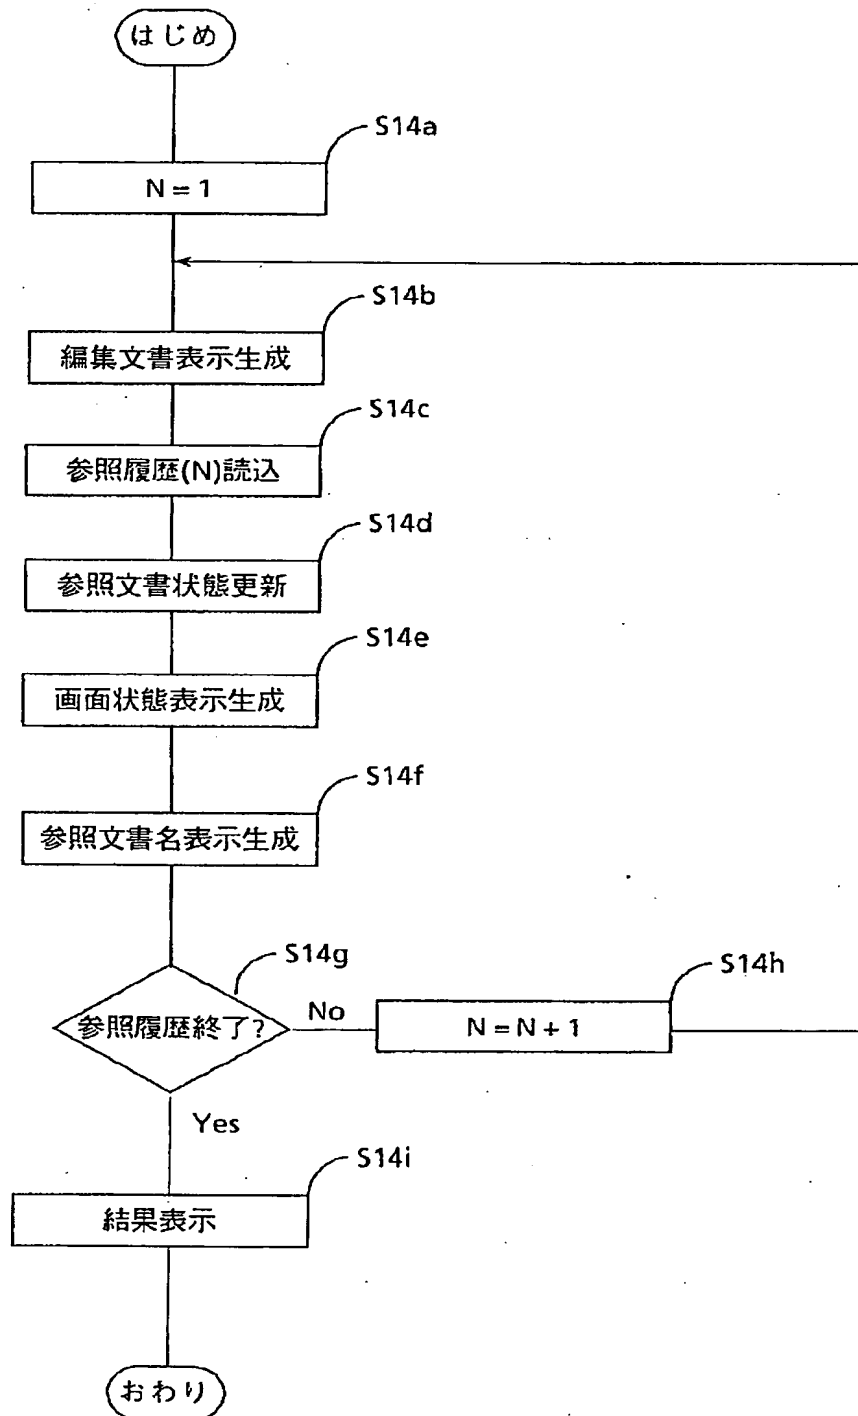 はじめ
S14a
N = 1
S14b
編集文書表示生成
S14c
参照履歴(N)読込
S14d
参照文書状態更新
S14e
画面状態表示生成
S14f
参照文書名表示生成
S14g
参照履歴終了?
No
S14h
N = N + 1
Yes
S14i
結果表示
おわり